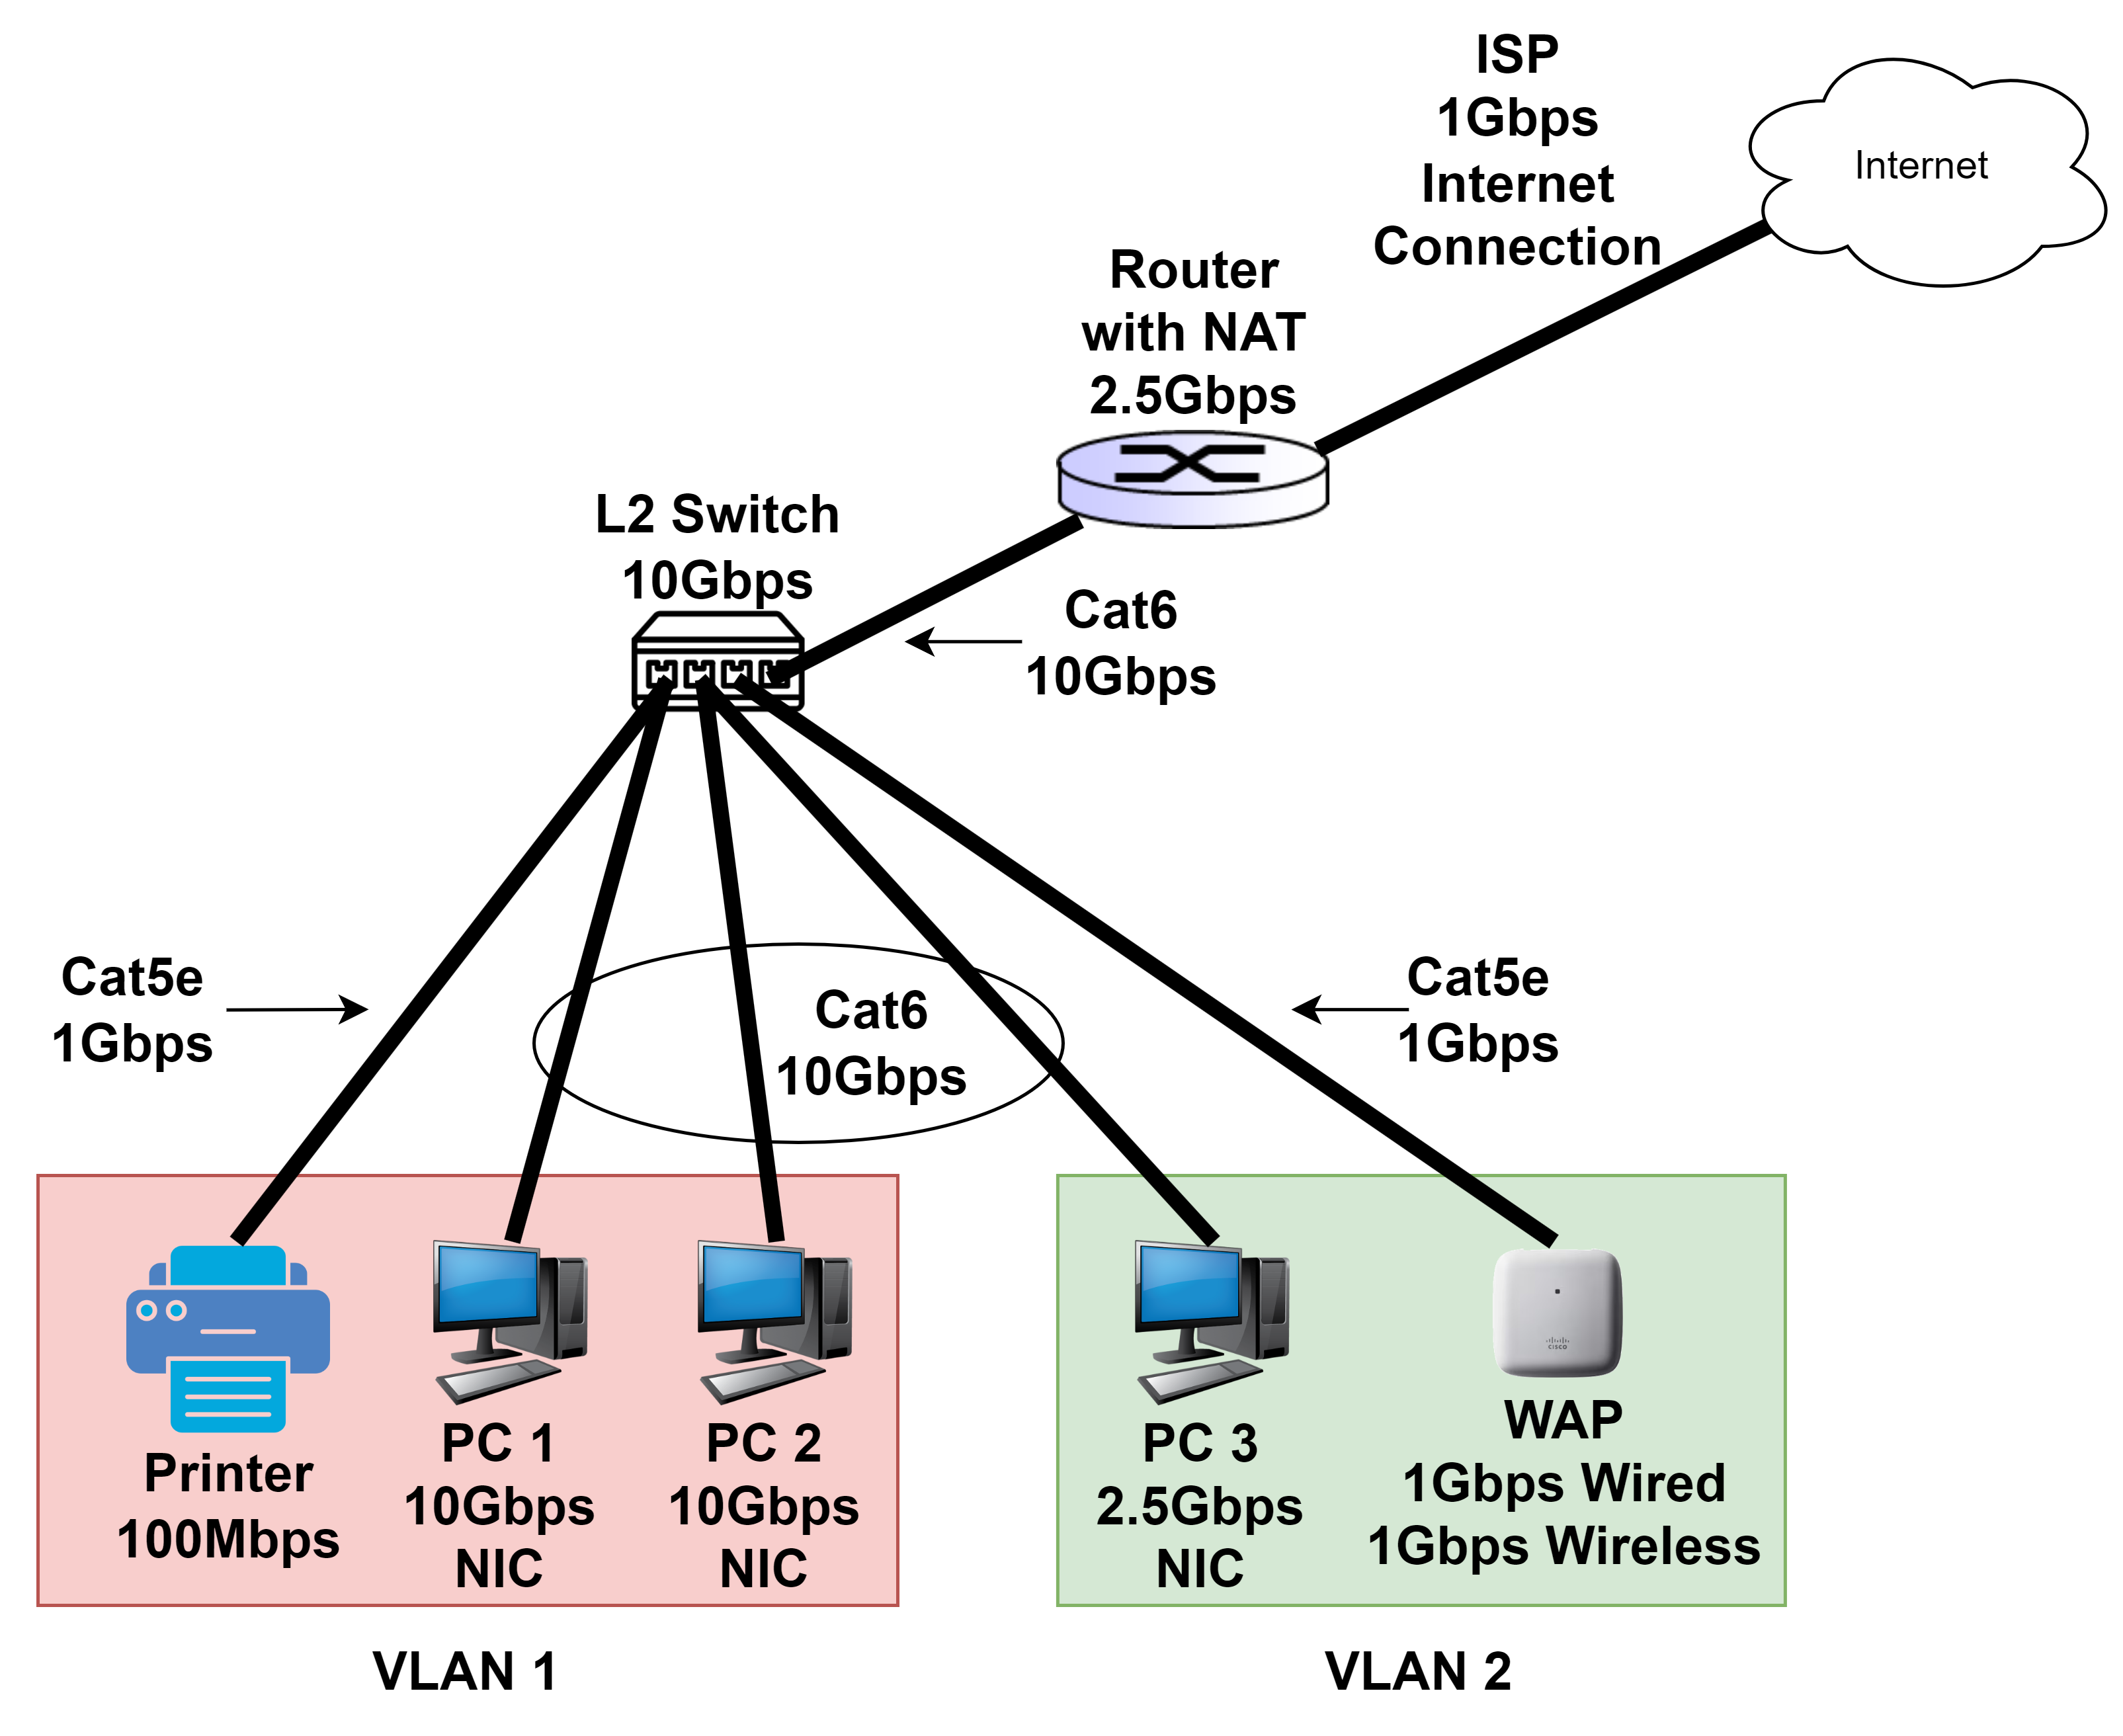 ISP
1Gbps
Internet
Connection
Internet
Router
with NAT
2.5Gbps
L2 Switch
10Gbps
Cat6
10Gbps
Cat5e
1Gbps
Cat6
10Gbps
Cat5e
1Gbps
Printer
100Mbps
PC 1
10Gbps
NIC
PC 2
10Gbps
NIC
PC 3
2.5Gbps
NIC
CISCO
WAP
1Gbps Wired
1Gbps Wireless
VLAN 1
VLAN 2